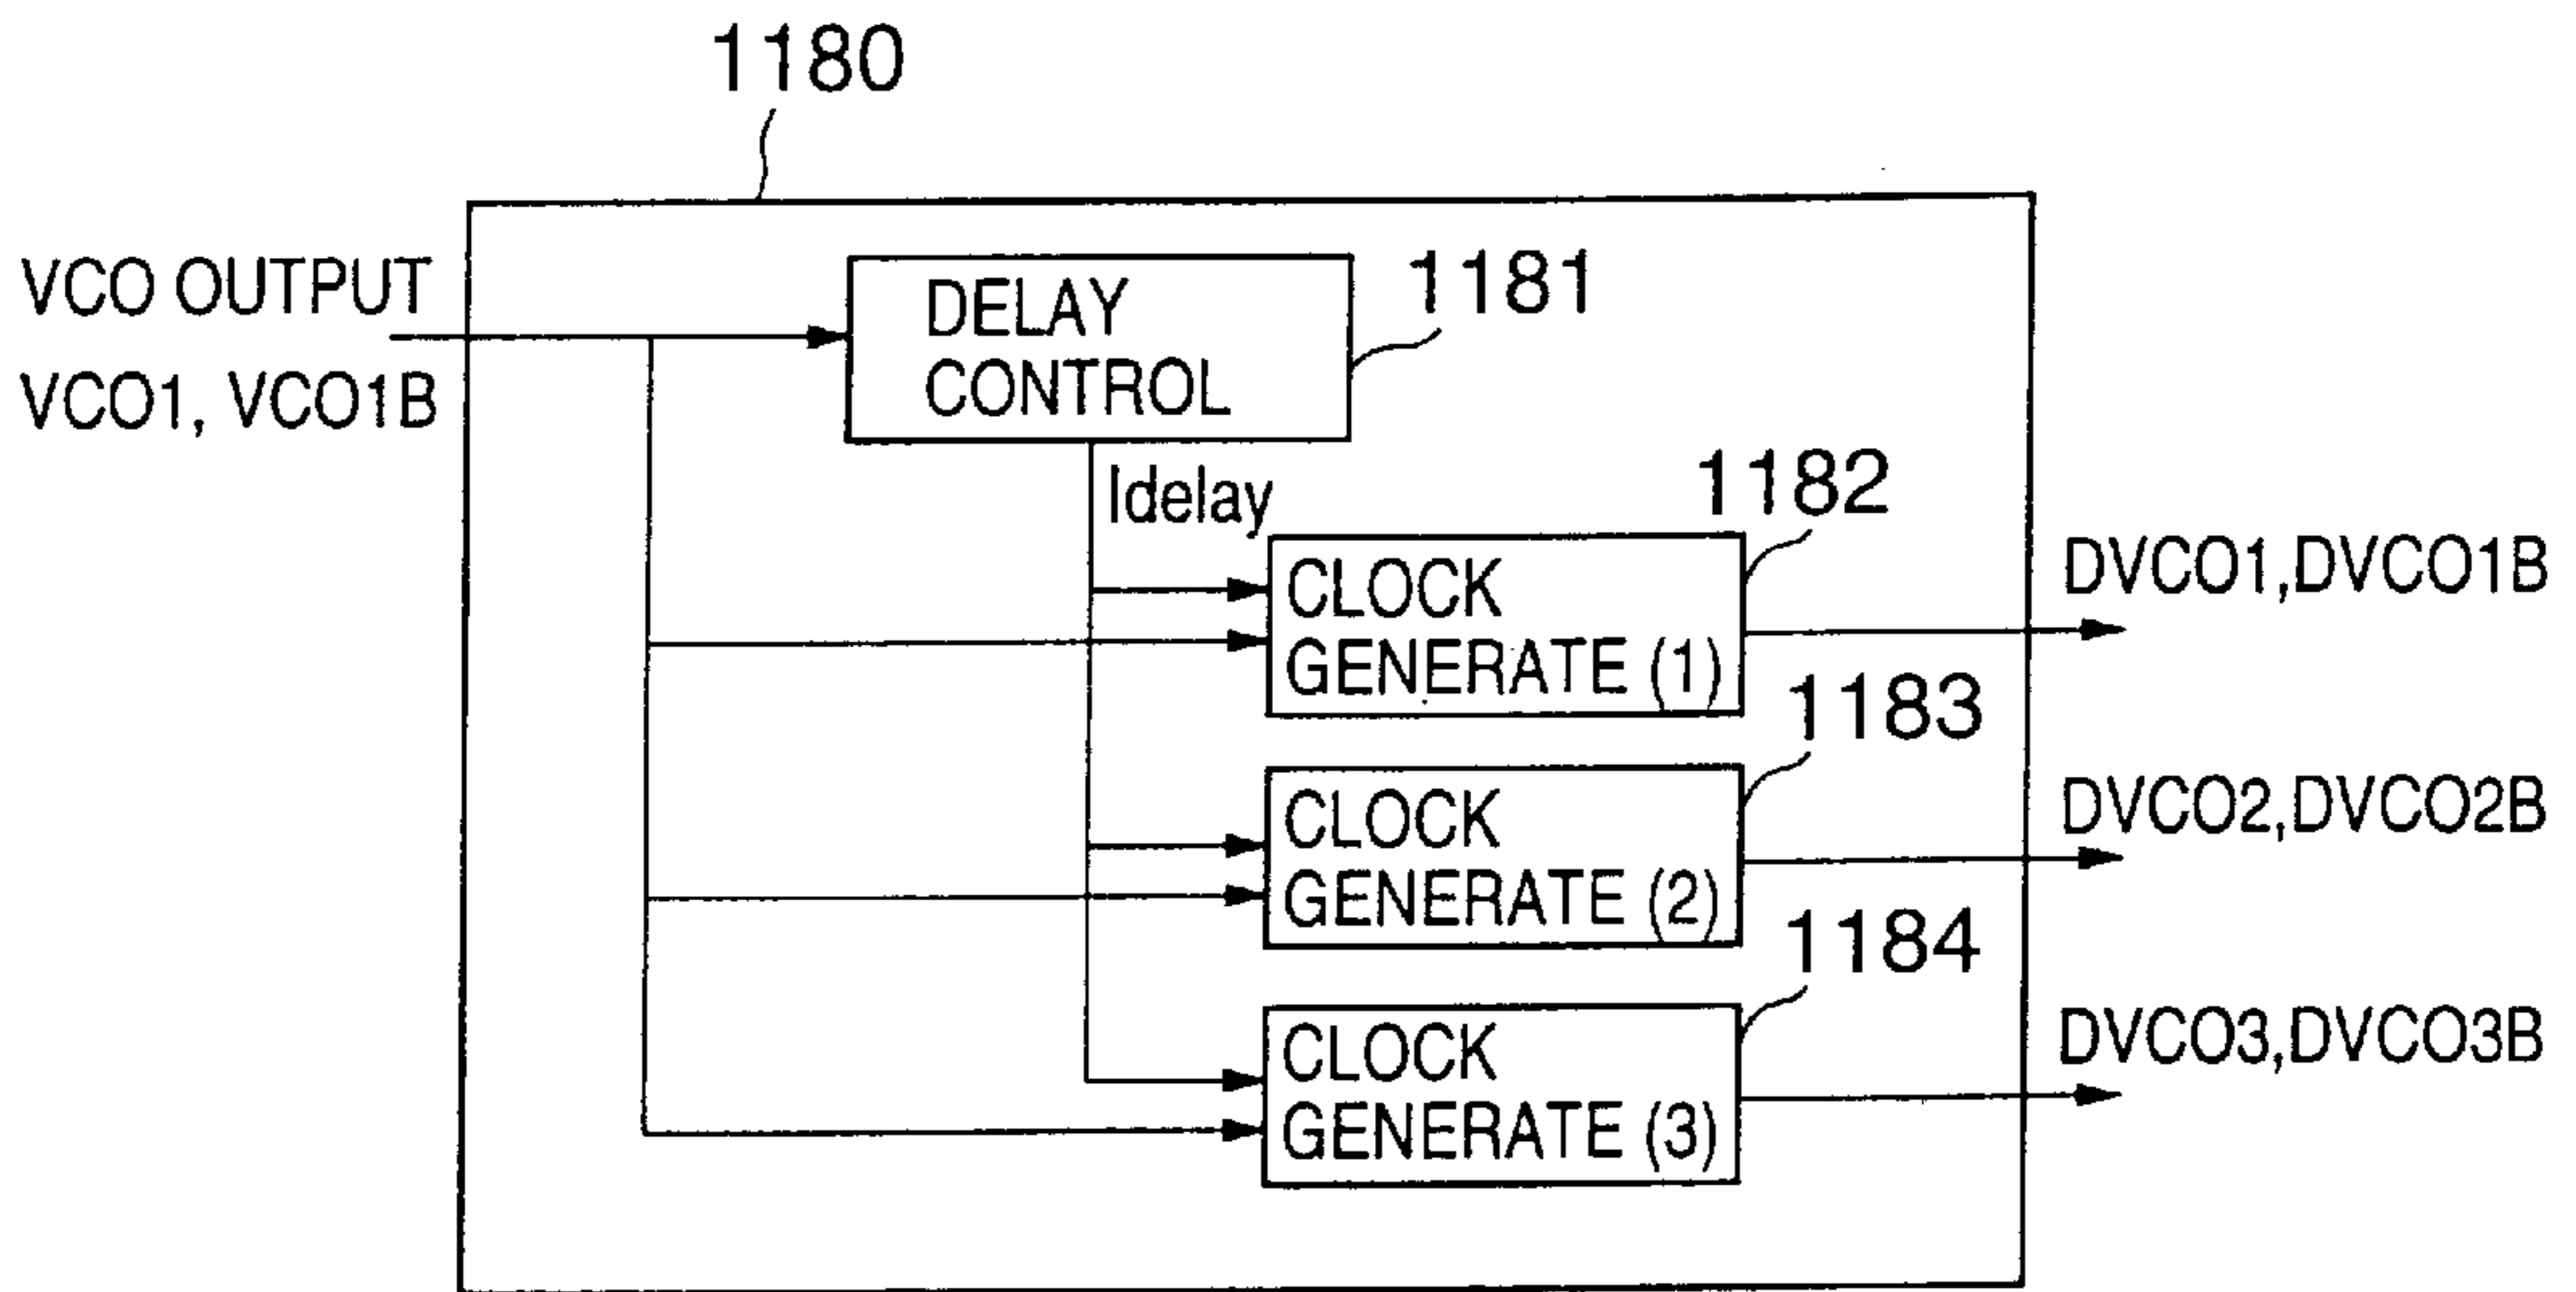 1180
VCO OUTPUT
VCO1, VCO1B
DELAY
CONTROL
1181
Idelay
1182
CLOCK
GENERATE (1)
DVCO1,DVCO1B
1183
CLOCK
GENERATE (2)
DVCO2,DVCO2B
1184
CLOCK
GENERATE (3)
DVCO3,DVCO3B